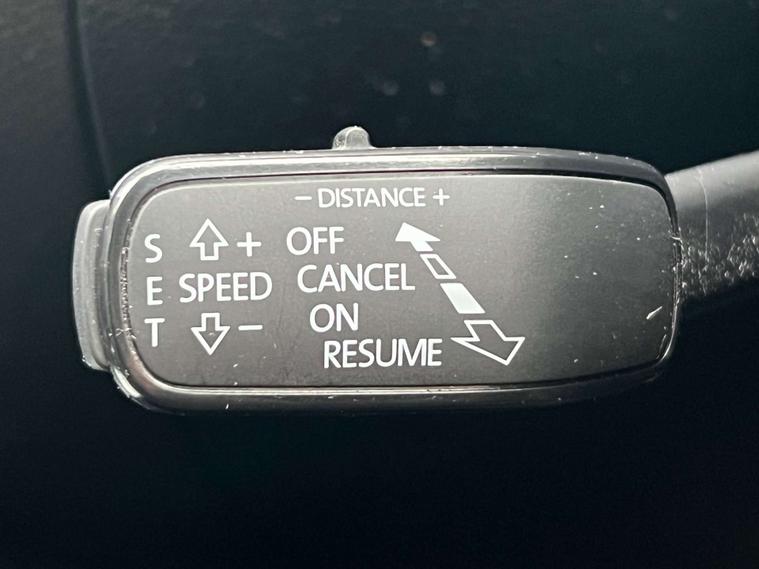 − DISTANCE +
S
E
T
+
SPEED
−
OFF
CANCEL
ON
RESUME